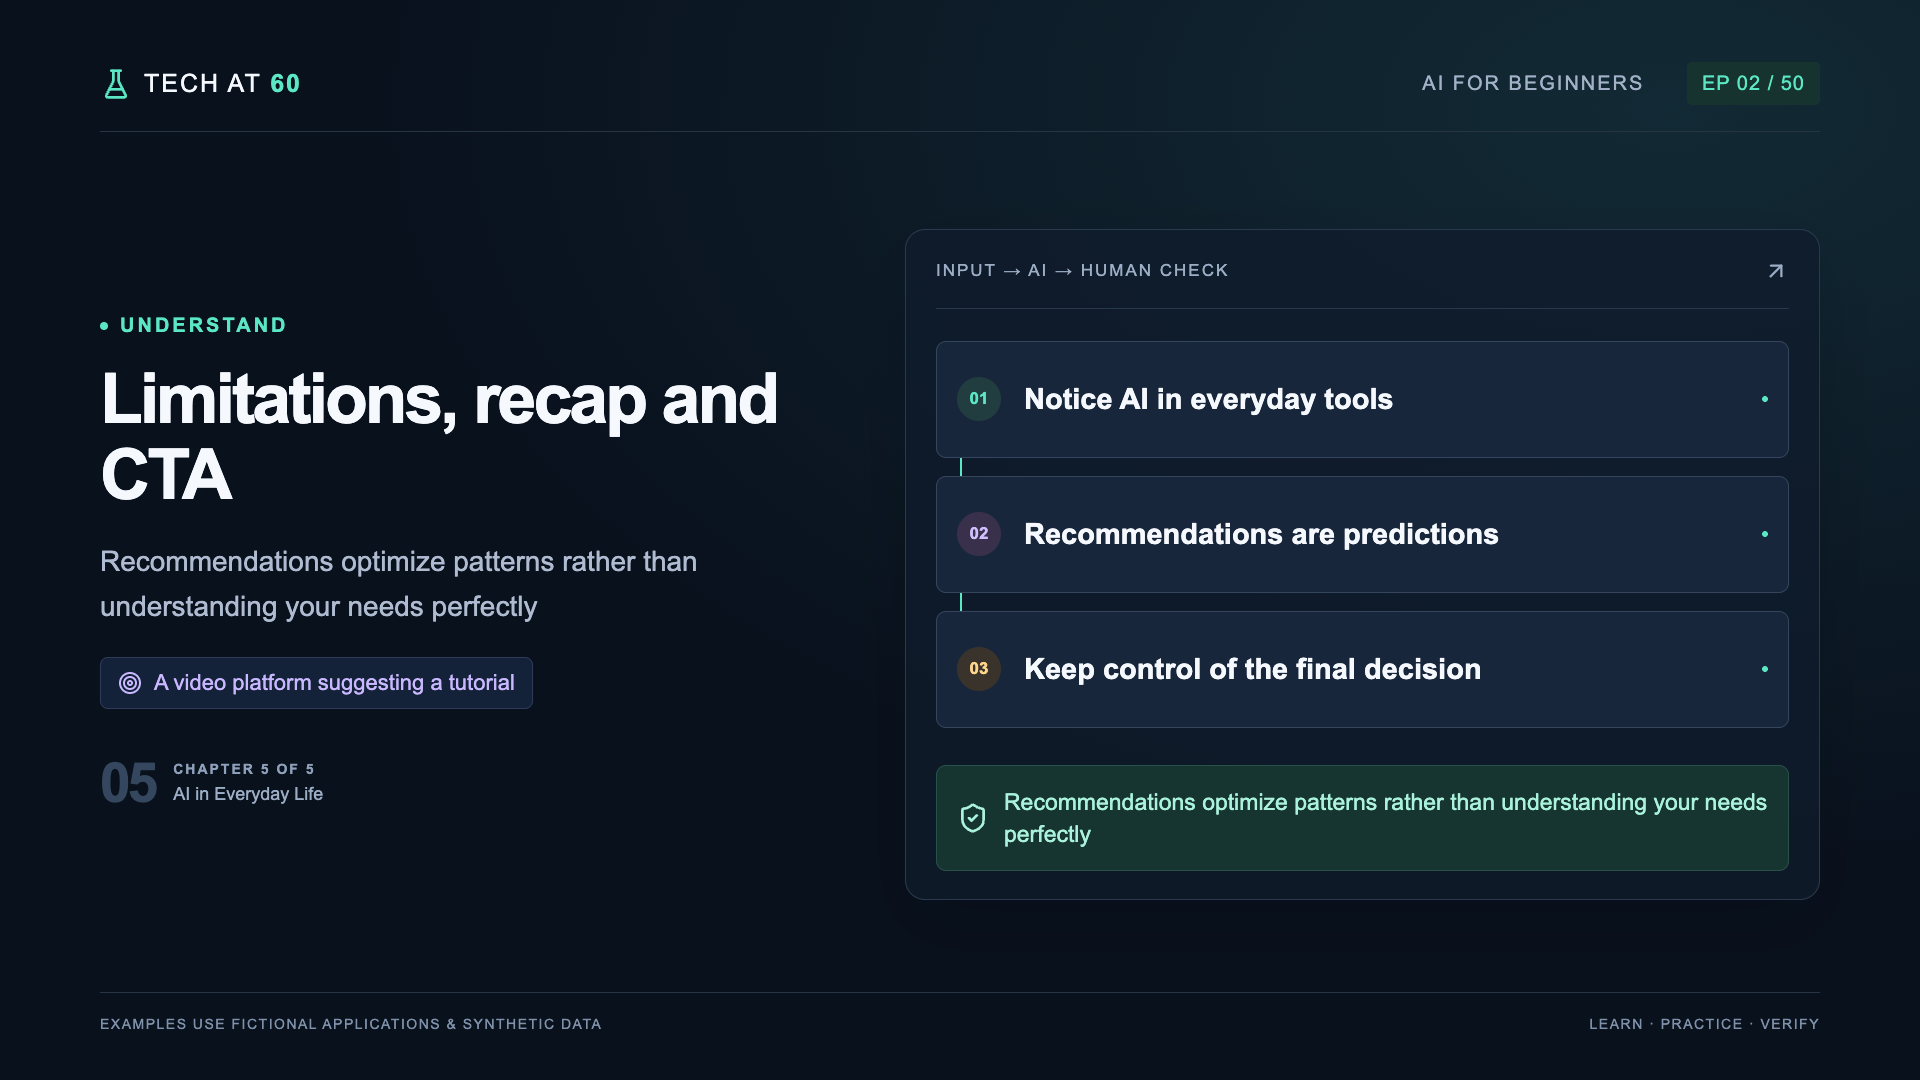 TECH AT 60
AI FOR BEGINNERS
EP 02 / 50
UNDERSTAND
Limitations, recap and
CTA
Recommendations optimize patterns rather than
understanding your needs perfectly
A video platform suggesting a tutorial
05
CHAPTER 5 OF 5
AI in Everyday Life
INPUT → AI → HUMAN CHECK
01
Notice AI in everyday tools
02
Recommendations are predictions
03
Keep control of the final decision
Recommendations optimize patterns rather than understanding your needs
perfectly
EXAMPLES USE FICTIONAL APPLICATIONS & SYNTHETIC DATA
LEARN · PRACTICE · VERIFY